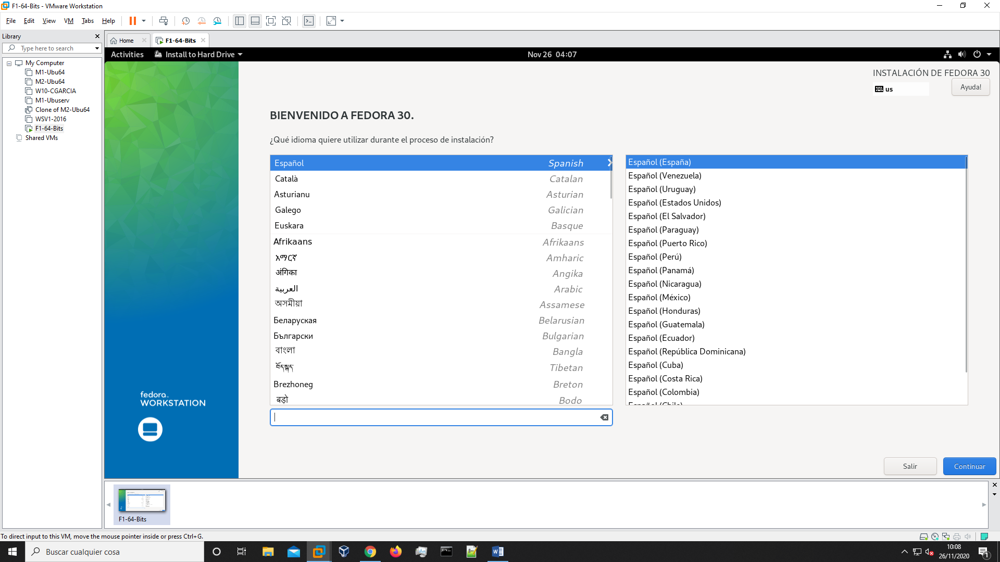 F1-64-Bits - VMware Workstation
File Edit View VM Tabs Help
Library
Type here to search
My Computer
M1-Ubu64
M2-Ubu64
W10-CGARCIA
M1-Ubuserv
Clone of M2-Ubu64
WSV1-2016
F1-64-Bits
Shared VMs
Home
F1-64-Bits
Activities
Install to Hard Drive
Nov 26 04:07
INSTALACIÓN DE FEDORA 30
us
Ayuda!
BIENVENIDO A FEDORA 30.
¿Qué idioma quiere utilizar durante el proceso de instalación?
Español Spanish
Català Catalan
Asturianu Asturian
Galego Galician
Euskara Basque
Afrikaans Afrikaans
አማርኛ Amharic
अंगिका Angika
العربية Arabic
অসমীয়া Assamese
Беларуская Belarusian
Български Bulgarian
বাংলা Bangla
བོད་སྐད་ Tibetan
Brezhoneg Breton
बड़ो Bodo
Español (España)
Español (Venezuela)
Español (Uruguay)
Español (Estados Unidos)
Español (El Salvador)
Español (Paraguay)
Español (Puerto Rico)
Español (Perú)
Español (Panamá)
Español (Nicaragua)
Español (México)
Español (Honduras)
Español (Guatemala)
Español (Ecuador)
Español (República Dominicana)
Español (Cuba)
Español (Costa Rica)
Español (Colombia)
Español (Chile)
fedora
WORKSTATION
Salir
Continuar
F1-64-Bits
To direct input to this VM, move the mouse pointer inside or press Ctrl+G.
Buscar cualquier cosa
10:08
26/11/2020
1